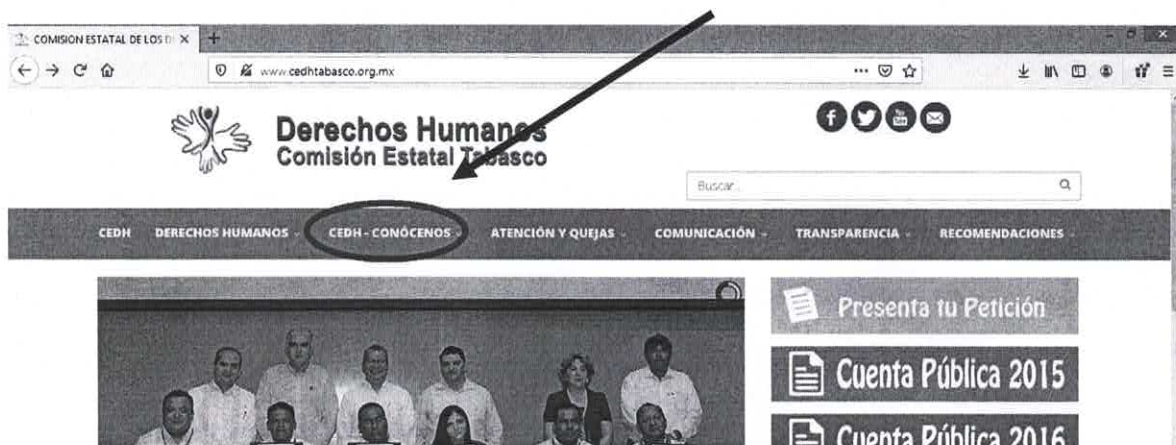 COMISION ESTATAL DE LOS D
www.cedhtabasco.org.mx
Derechos Humanos
Comisión Estatal Tabasco
Buscar...
CEDH DERECHOS HUMANOS CEDH - CONÓCENOS ATENCIÓN Y QUEJAS COMUNICACIÓN TRANSPARENCIA RECOMENDACIONES
Presenta tu Petición
Cuenta Pública 2015
Cuenta Pública 2016